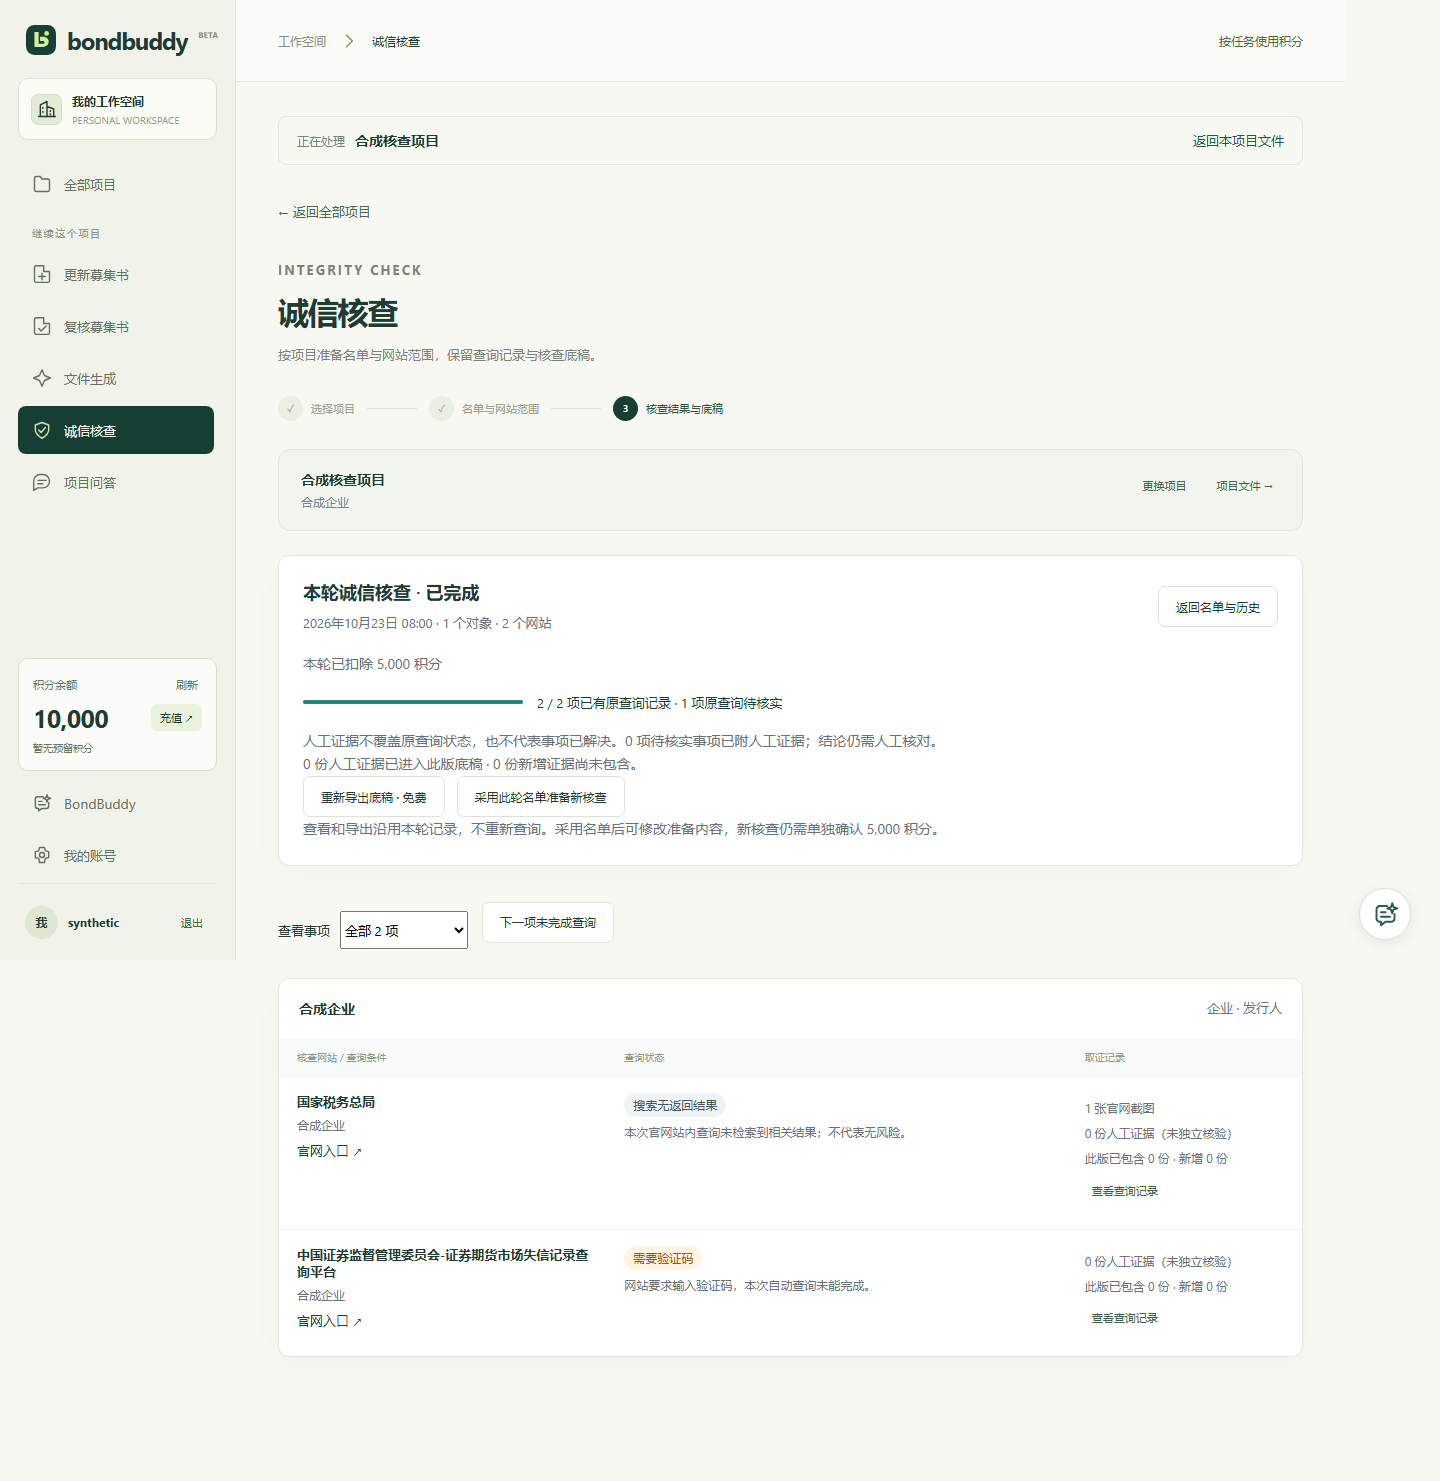 bondbuddy BETA
我的工作空间
PERSONAL WORKSPACE
全部项目
继续这个项目
更新募集书
复核募集书
文件生成
诚信核查
项目问答
积分余额 刷新
10,000 充值 ↗
暂无预留积分
BondBuddy
我的账号
我 synthetic 退出
工作空间 > 诚信核查 按任务使用积分
正在处理 合成核查项目 返回本项目文件
← 返回全部项目
INTEGRITY CHECK
诚信核查
按项目准备名单与网站范围，保留查询记录与核查底稿。
✓ 选择项目 ✓ 名单与网站范围 3 核查结果与底稿
合成核查项目
合成企业
更换项目 项目文件 →
本轮诚信核查 · 已完成
2026年10月23日 08:00 · 1 个对象 · 2 个网站
返回名单与历史
本轮已扣除 5,000 积分
2 / 2 项已有原查询记录 · 1 项原查询待核实
人工证据不覆盖原查询状态，也不代表事项已解决。0 项待核实事项已附人工证据；结论仍需人工核对。
0 份人工证据已进入此版底稿 · 0 份新增证据尚未包含。
重新导出底稿 · 免费 采用此轮名单准备新核查
查看和导出沿用本轮记录，不重新查询。采用名单后可修改准备内容，新核查仍需单独确认 5,000 积分。
查看事项 全部 2 项 下一项未完成查询
合成企业 企业 · 发行人
核查网站 / 查询条件 查询状态 取证记录
国家税务总局
合成企业
官网入口 ↗
搜索无返回结果
本次官网站内查询未检索到相关结果；不代表无风险。
1 张官网截图
0 份人工证据（未独立核验）
此版已包含 0 份 · 新增 0 份
查看查询记录
中国证券监督管理委员会-证券期货市场失信记录查
询平台
合成企业
官网入口 ↗
需要验证码
网站要求输入验证码，本次自动查询未能完成。
0 份人工证据（未独立核验）
此版已包含 0 份 · 新增 0 份
查看查询记录